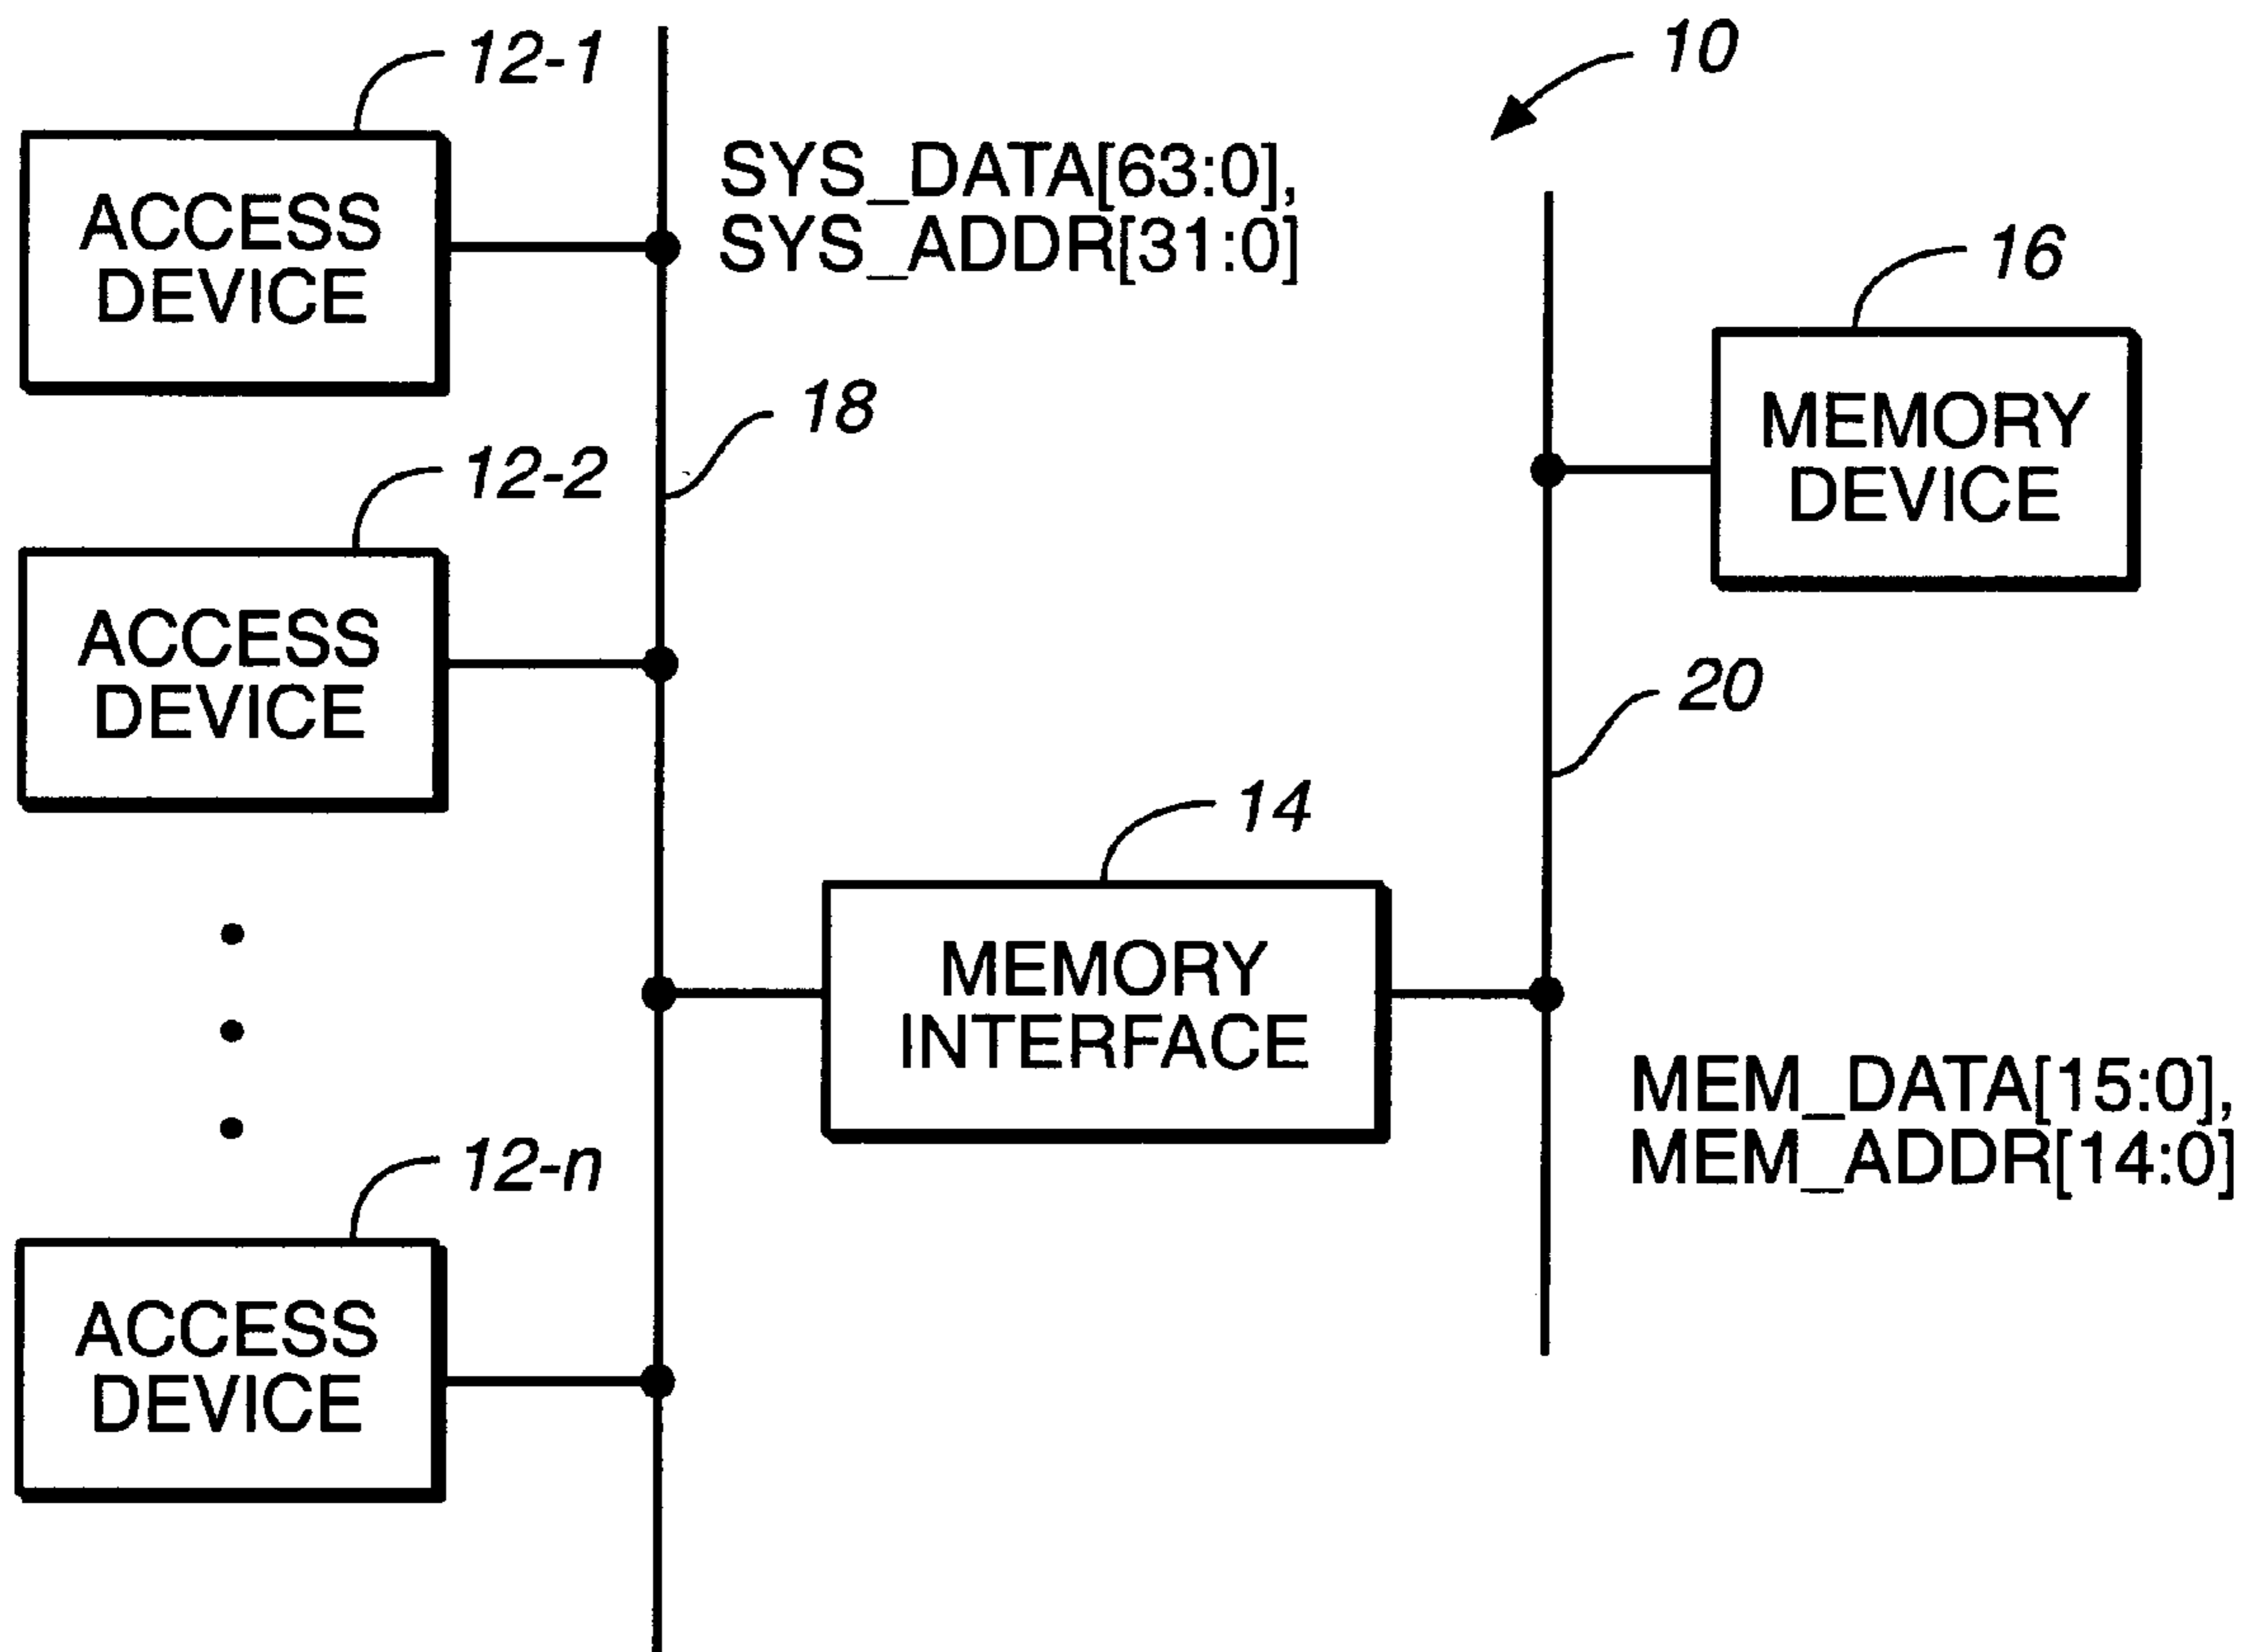 12-1
10
ACCESS
DEVICE
SYS_DATA[63:0],
SYS_ADDR[31:0]
16
MEMORY
DEVICE
18
12-2
ACCESS
DEVICE
20
14
MEMORY
INTERFACE
MEM_DATA[15:0],
MEM_ADDR[14:0]
12-n
ACCESS
DEVICE